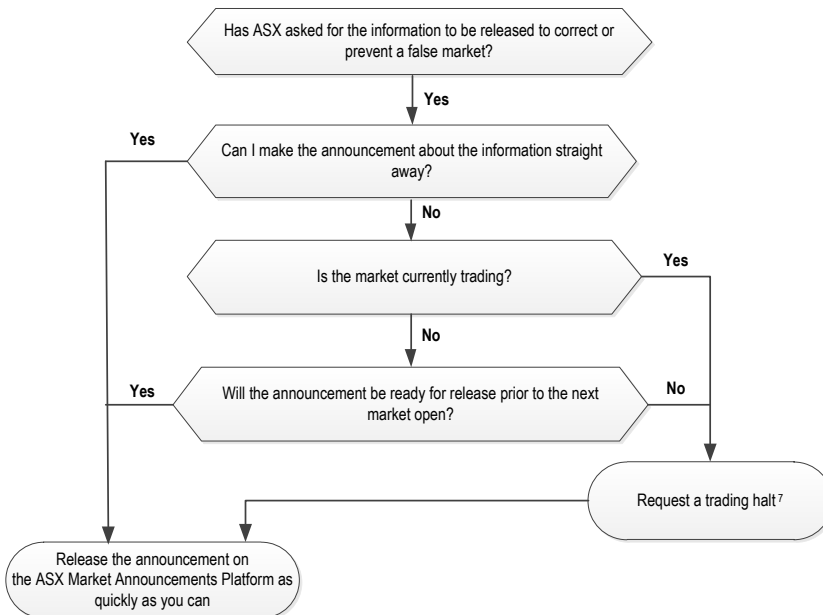 Has ASX asked for the information to be released to correct or
prevent a false market?
Yes
Yes
Can I make the announcement about the information straight
away?
No
Is the market currently trading?
Yes
No
Yes
Will the announcement be ready for release prior to the next
market open?
No
Request a trading halt 7
Release the announcement on
the ASX Market Announcements Platform as
quickly as you can